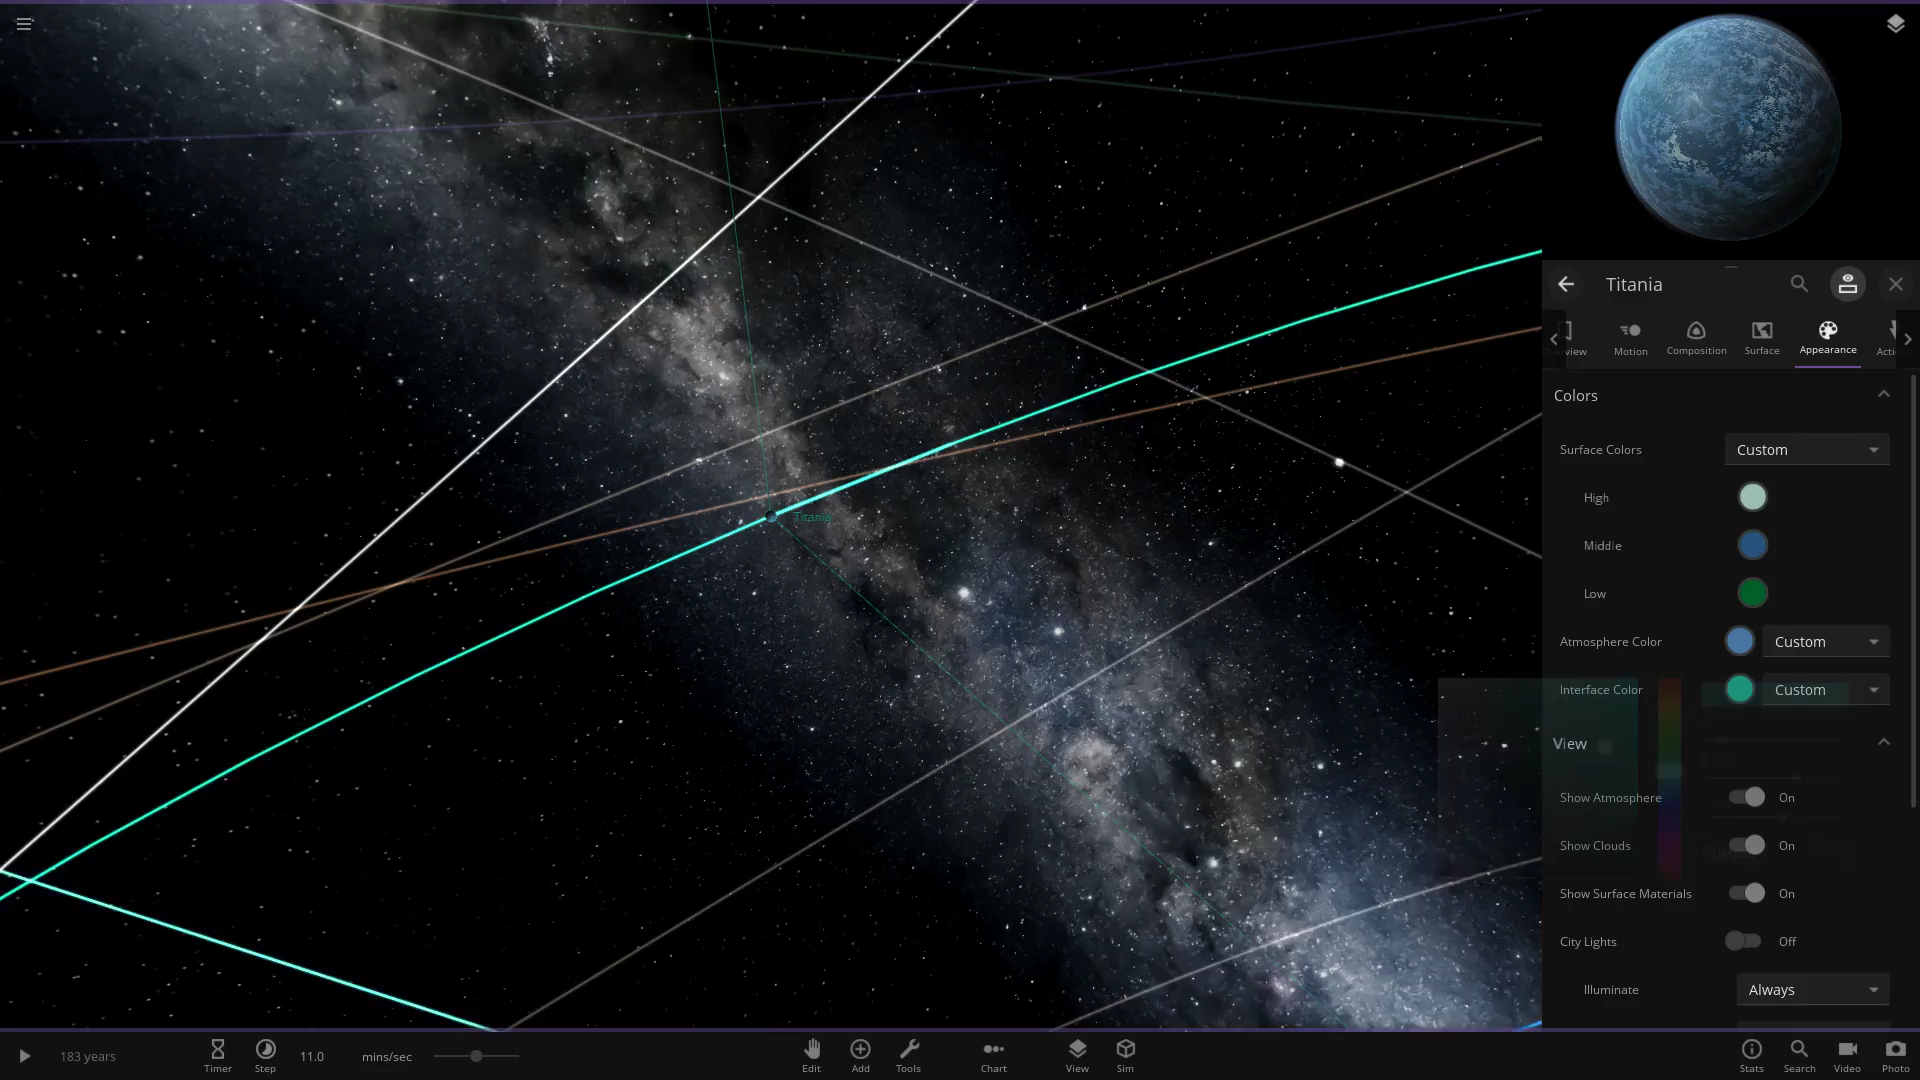 Titania
Titania
Motion
Composition
Surface
Appearance
Colors
Surface Colors
Custom
High
Middle
Low
Atmosphere Color
Custom
Interface Color
Custom
View
Show Atmosphere
On
Show Clouds
On
Show Surface Materials
On
City Lights
Off
Illuminate
Always
183 years
Timer
Step
11.0
mins/sec
Edit
Add
Tools
Chart
View
Sim
Stats
Search
Video
Photo